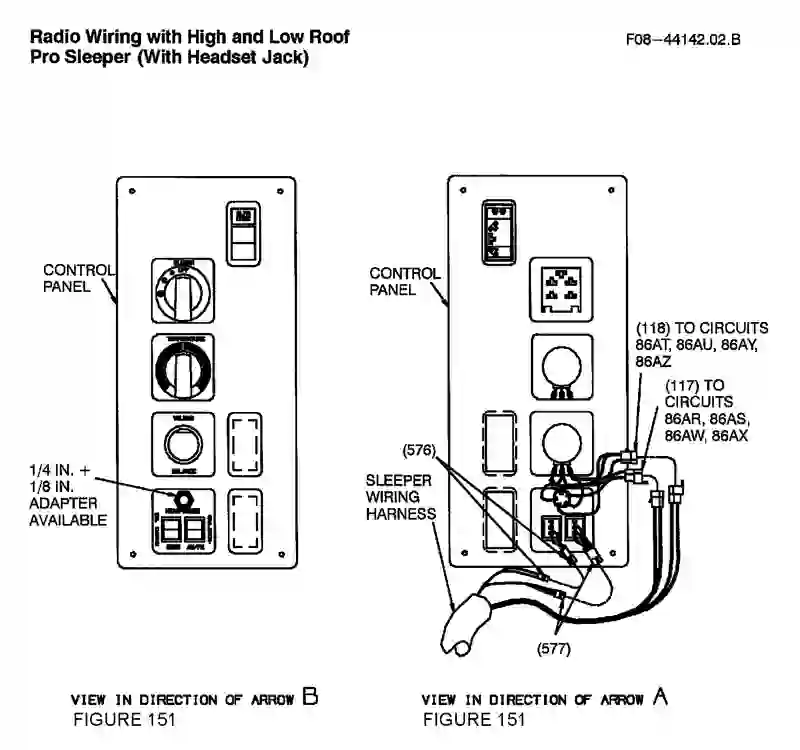 Radio Wiring with High and Low Roof
Pro Sleeper (With Headset Jack)
F08-44142.02.B
CONTROL
PANEL
OFF
VOLUME
BALANCE
1/4 IN. +
1/8 IN.
ADAPTER
AVAILABLE
CONTROL
PANEL
(118) TO CIRCUITS
86AT, 86AU, 86AY,
86AZ
(117) TO
CIRCUITS
86AR, 86AS,
86AW, 86AX
(576)
SLEEPER
WIRING
HARNESS
(577)
VIEW IN DIRECTION OF ARROW B
FIGURE 151
VIEW IN DIRECTION OF ARROW A
FIGURE 151